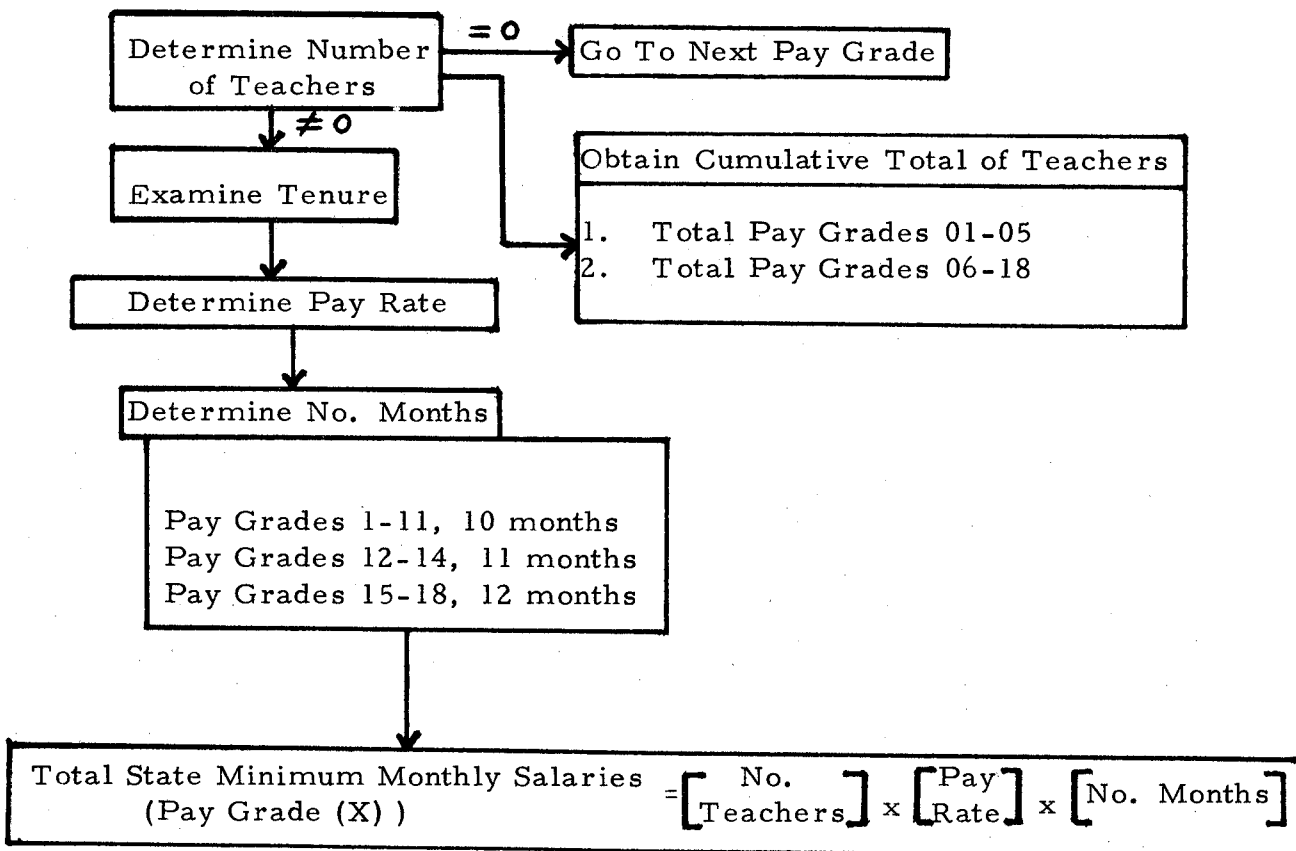 Determine Number
of Teachers
= 0
Go To Next Pay Grade
≠ 0
Examine Tenure
Obtain Cumulative Total of Teachers
1. Total Pay Grades 01-05
2. Total Pay Grades 06-18
Determine Pay Rate
Determine No. Months
Pay Grades 1-11, 10 months
Pay Grades 12-14, 11 months
Pay Grades 15-18, 12 months
Total State Minimum Monthly Salaries
(Pay Grade (X) )
= [No. Teachers] x [Pay Rate] x [No. Months]